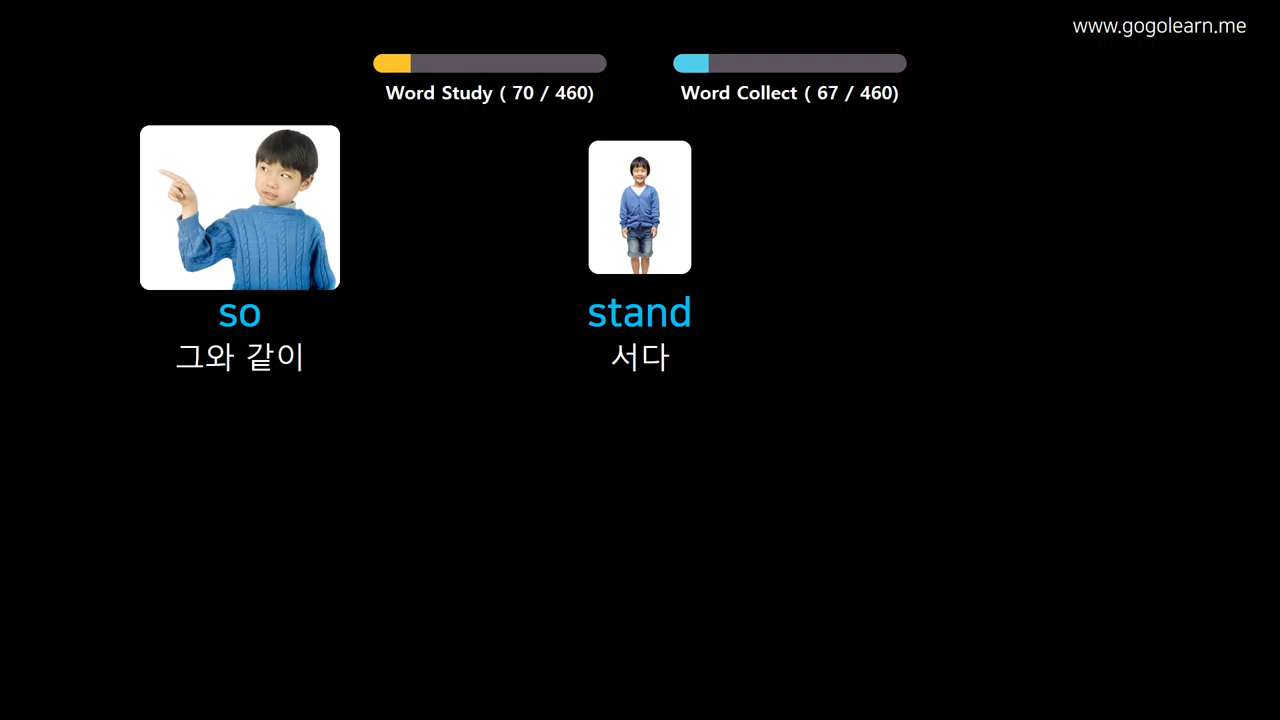 www.gogolearn.me
Word Study ( 70 / 460)
Word Collect ( 67 / 460)
so
그와 같이
stand
서다